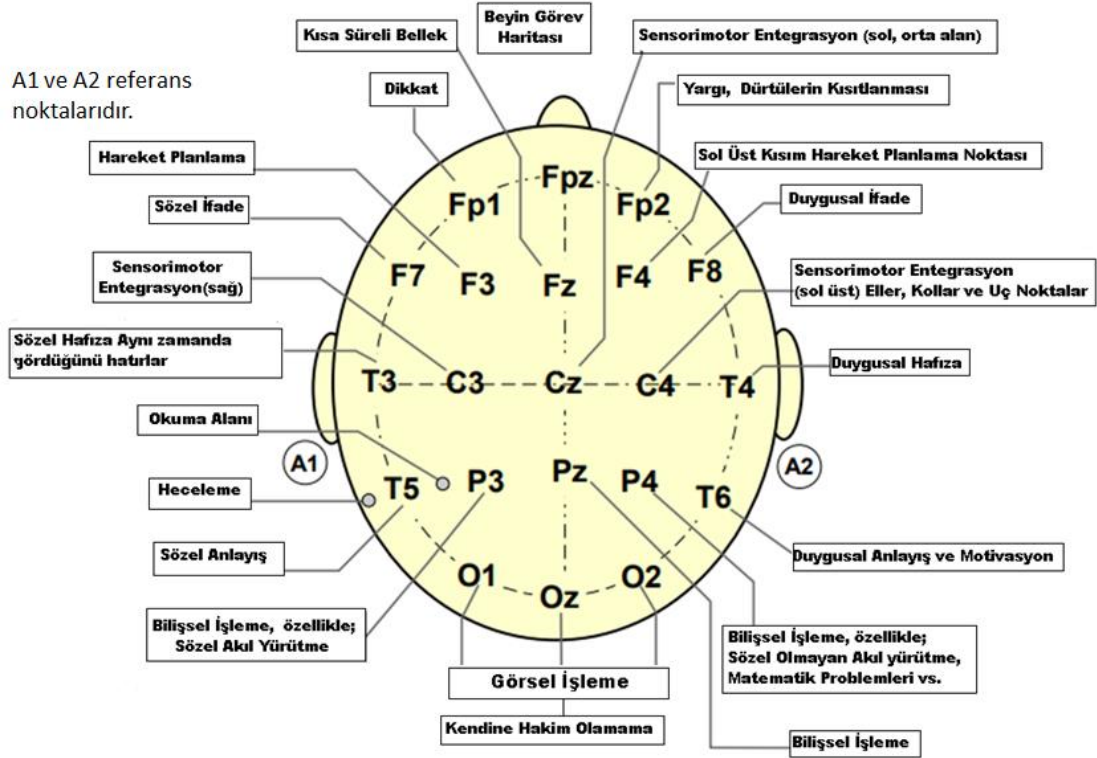 Kısa Süreli Bellek
Beyin Görev
Haritası
Sensorimotor Entegrasyon (sol, orta alan)
A1 ve A2 referans
noktalarıdır.
Dikkat
Yargı, Dürtülerin Kısıtlanması
Hareket Planlama
Sol Üst Kısım Hareket Planlama Noktası
Sözel İfade
Duygusal İfade
Fp1
Fpz
Fp2
Sensorimotor
Entegrasyon(sağ)
F7
F3
Fz
F4
F8
Sensorimotor Entegrasyon
(sol üst) Eller, Kollar ve Uç Noktalar
Sözel Hafıza Aynı zamanda
gördüğünü hatırlar
T3
C3
Cz
C4
T4
Duygusal Hafıza
Okuma Alanı
A1
A2
Heceleme
T5
P3
Pz
P4
T6
Sözel Anlayış
Duygusal Anlayış ve Motivasyon
O1
Oz
O2
Bilişsel İşleme, özellikle;
Sözel Akıl Yürütme
Bilişsel İşleme, özellikle;
Sözel Olmayan Akıl yürütme,
Matematik Problemleri vs.
Görsel İşleme
Kendine Hakim Olamama
Bilişsel İşleme